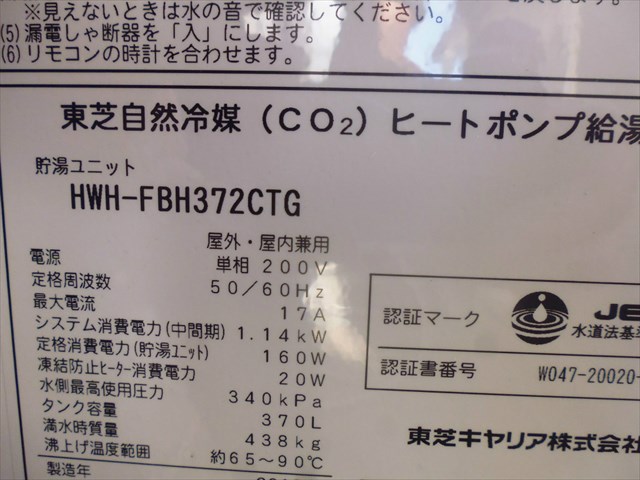 ※見えないときは水の音で確認してください。
(5) 漏電しゃ断器を「入」にします。
(6) リモコンの時計を合わせます。
東芝自然冷媒（CO₂）ヒートポンプ給湯
貯湯ユニット
HWH-FBH372CTG
屋外・屋内兼用
電源 単相 200V
定格周波数 50/60Hz
最大電流 17A
システム消費電力(中間期) 1.14kW
定格消費電力(貯湯ユニット) 160W
凍結防止ヒーター消費電力 20W
水側最高使用圧力 340kPa
タンク容量 370L
満水時質量 438kg
沸上げ温度範囲 約65～90℃
製造年
認証マーク JE
水道法基準
認証書番号 W047-20020-
東芝キヤリア株式会